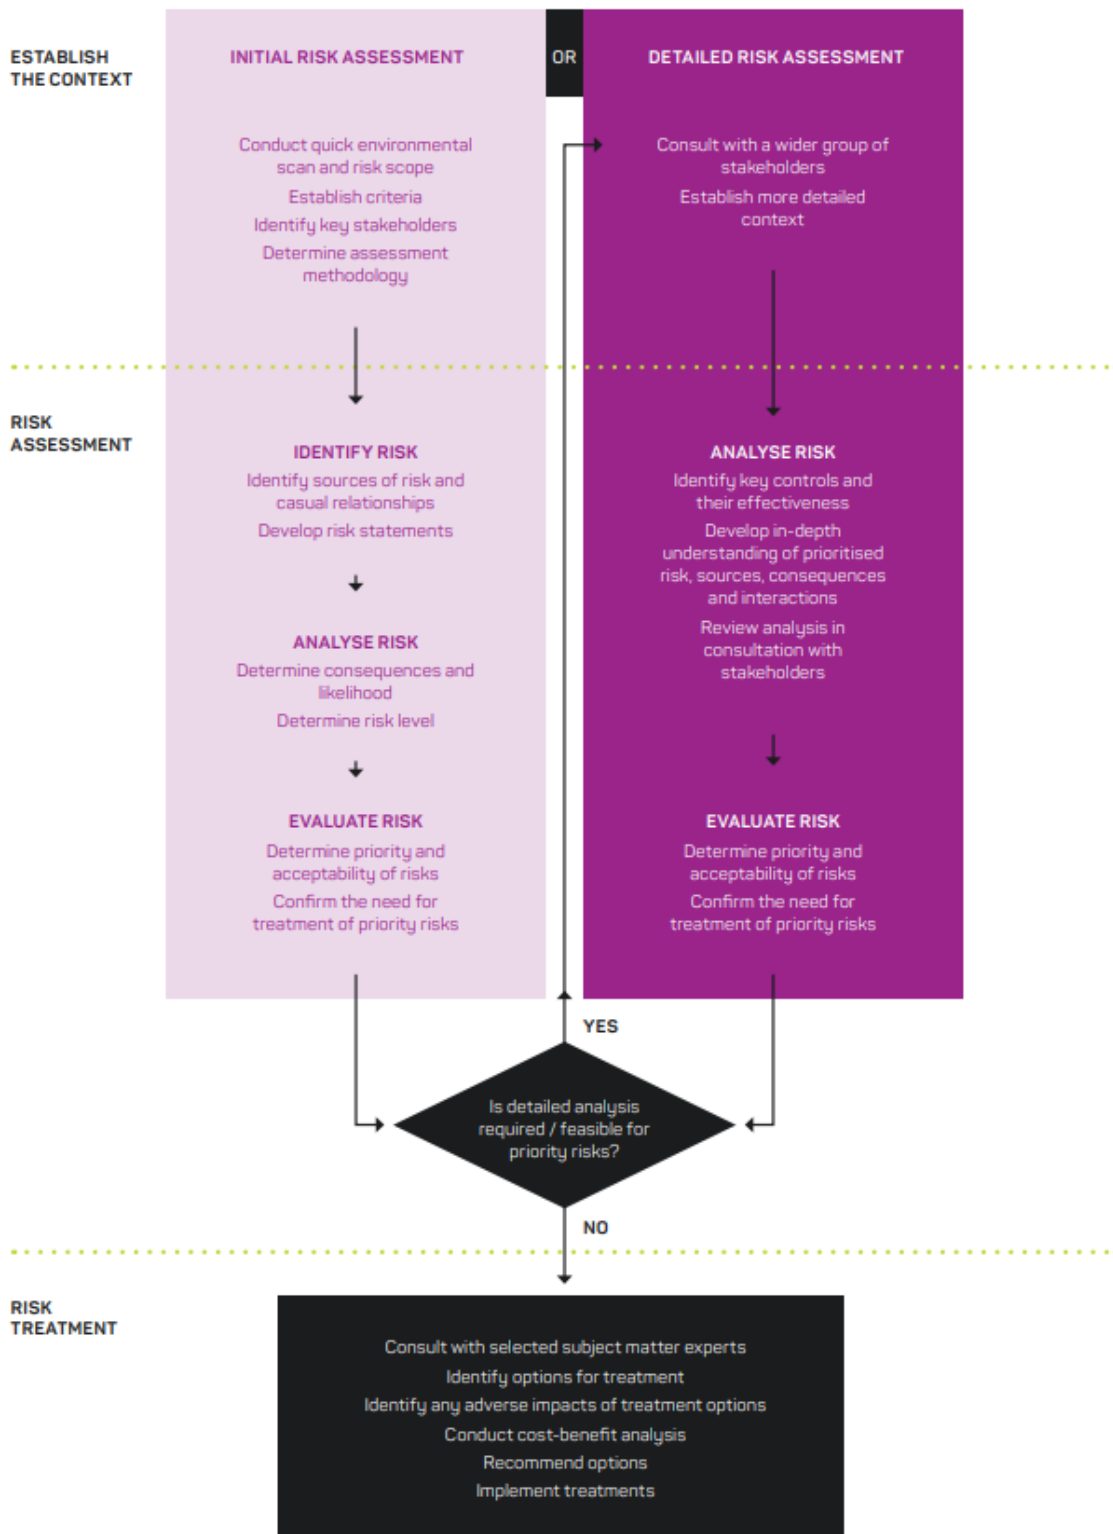 ESTABLISH
THE CONTEXT
INITIAL RISK ASSESSMENT
OR
DETAILED RISK ASSESSMENT
Conduct quick environmental
scan and risk scope
Establish criteria
Identify key stakeholders
Determine assessment
methodology
Consult with a wider group of
stakeholders
Establish more detailed
context
RISK
ASSESSMENT
IDENTIFY RISK
Identify sources of risk and
casual relationships
Develop risk statements
ANALYSE RISK
Determine consequences and
likelihood
Determine risk level
EVALUATE RISK
Determine priority and
acceptability of risks
Confirm the need for
treatment of priority risks
ANALYSE RISK
Identify key controls and
their effectiveness
Develop in-depth
understanding of prioritised
risk, sources, consequences
and interactions
Review analysis in
consultation with
stakeholders
EVALUATE RISK
Determine priority and
acceptability of risks
Confirm the need for
treatment of priority risks
YES
Is detailed analysis
required / feasible for
priority risks?
NO
RISK
TREATMENT
Consult with selected subject matter experts
Identify options for treatment
Identify any adverse impacts of treatment options
Conduct cost-benefit analysis
Recommend options
Implement treatments